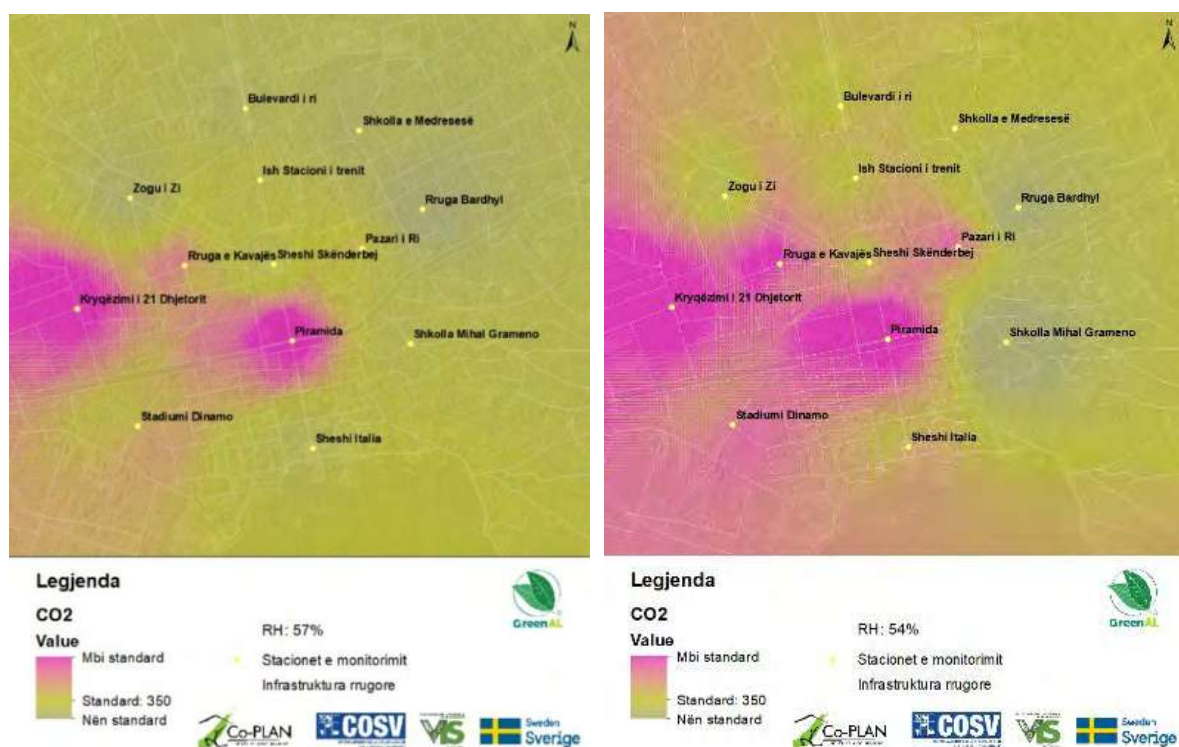 N
Bulevardi i ri
Shkolla e Medresesë
Ish Stacioni i trenit
Zogu i Zi
Rruga Bardhyl
Pazari i Ri
Rruga e Kavajës
Sheshi Skënderbej
Kryqëzimi i 21 Dhjetorit
Piramida
Shkolla Mihal Grameno
Stadiumi Dinamo
Sheshi Italia
Legjenda
CO2
Value
Mbi standard
Standard: 350
Nën standard
RH: 57%
Stacionet e monitorimit
Infrastruktura rrugore
GreenAL
Co-PLAN
COSV
VIS
Sweden
Sverige
N
Bulevardi i ri
Shkolla e Medresesë
Ish Stacioni i trenit
Zogu i Zi
Rruga Bardhyl
Pazari i Ri
Rruga e Kavajës
Sheshi Skënderbej
Kryqëzimi i 21 Dhjetorit
Piramida
Shkolla Mihal Grameno
Stadiumi Dinamo
Sheshi Italia
Legjenda
CO2
Value
Mbi standard
Standard: 350
Nën standard
RH: 54%
Stacionet e monitorimit
Infrastruktura rrugore
GreenAL
Co-PLAN
COSV
VIS
Sweden
Sverige